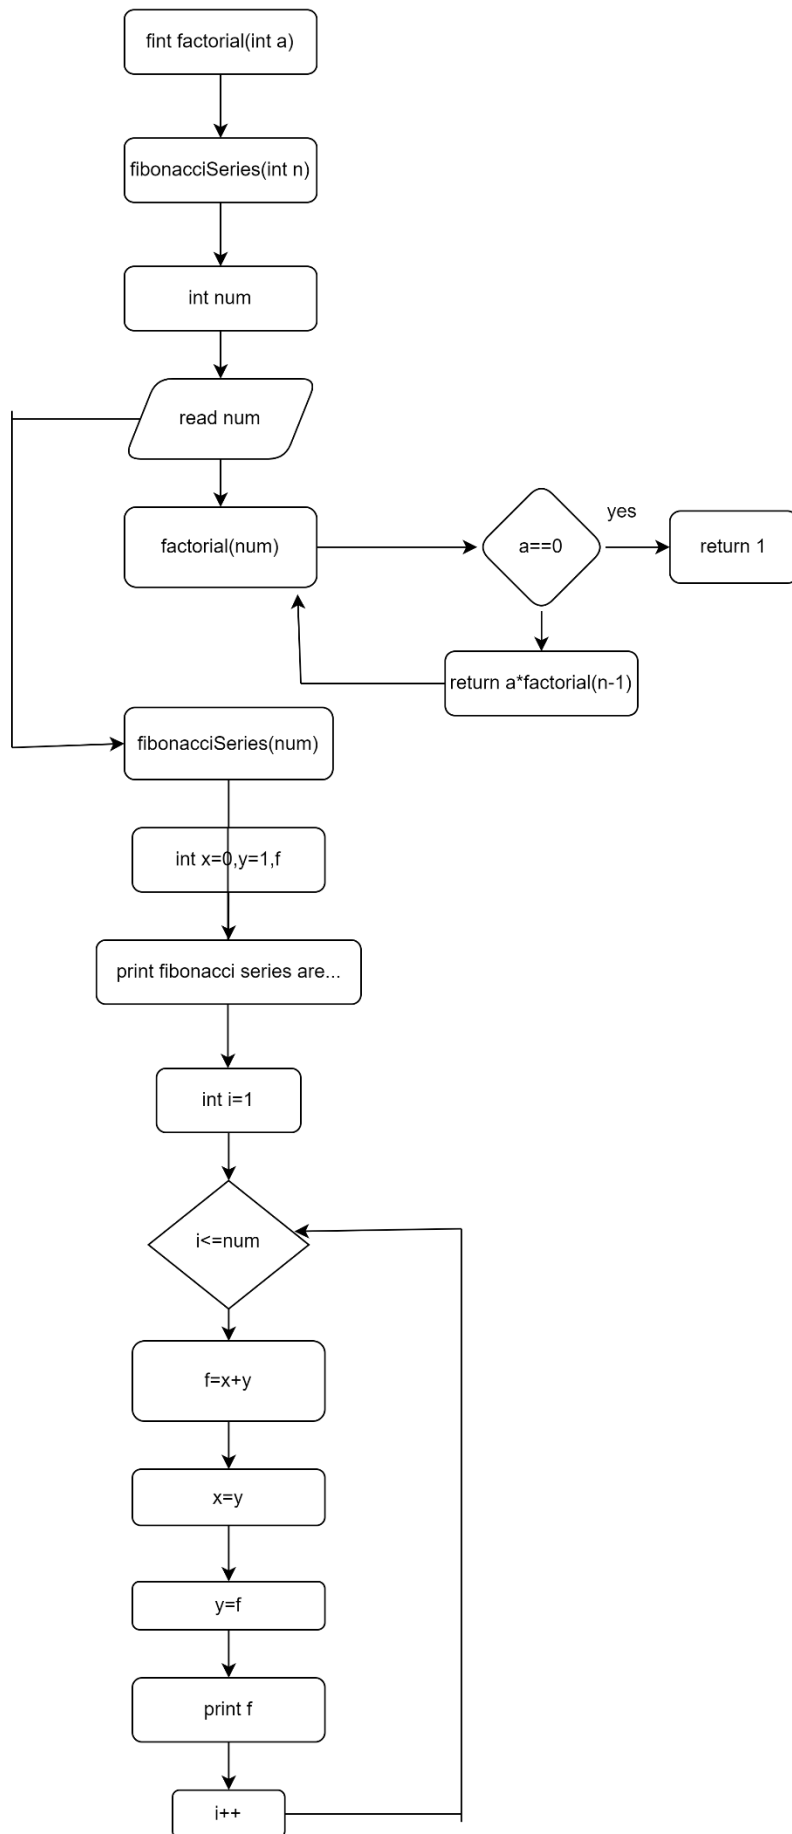 fint factorial(int a)
fibonacciSeries(int n)
int num
read num
factorial(num)
a==0
yes
return 1
return a*factorial(n-1)
fibonacciSeries(num)
int x=0,y=1,f
print fibonacci series are...
int i=1
i<=num
f=x+y
x=y
y=f
print f
i++